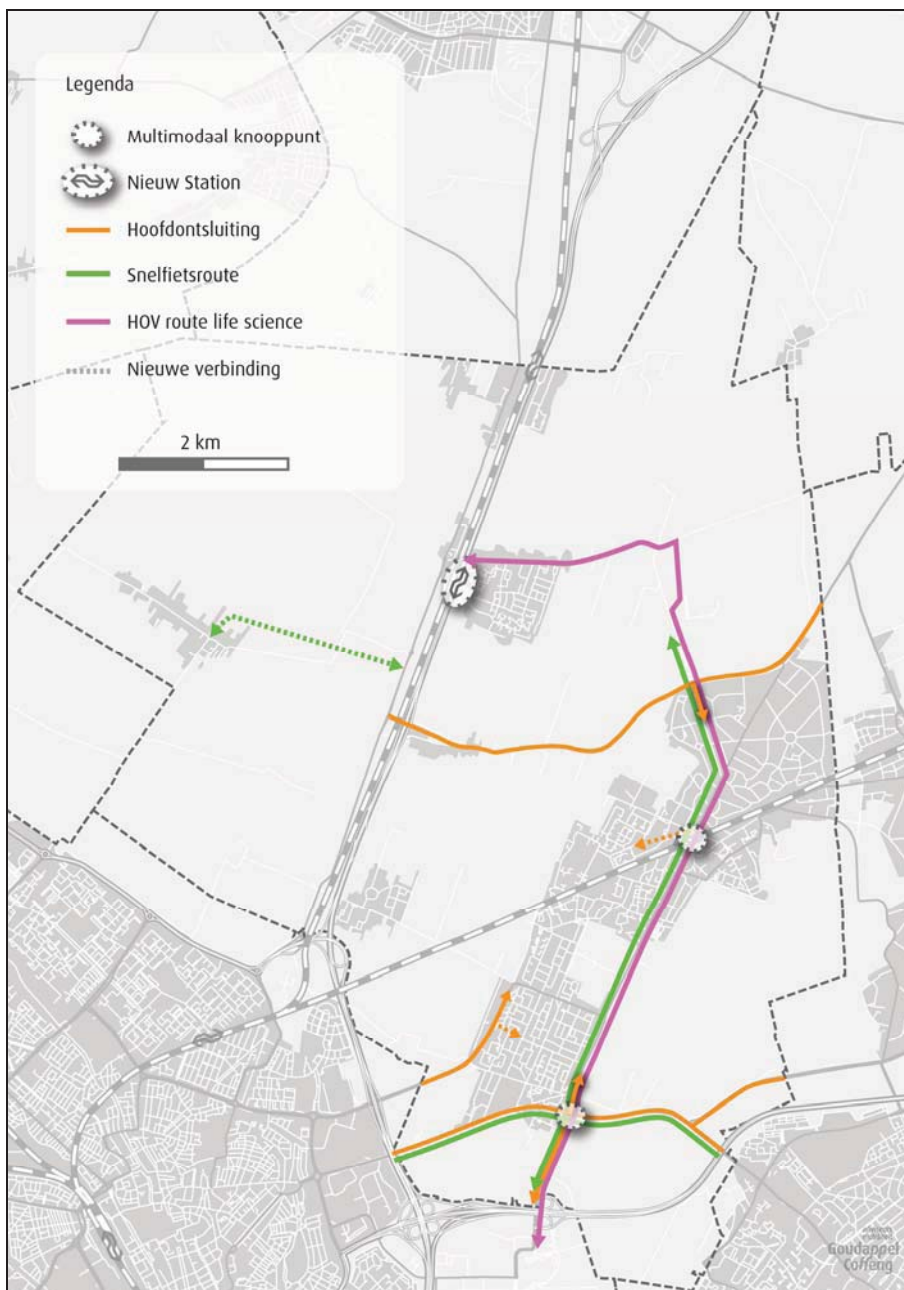 Legenda
Multimodaal knooppunt
Nieuw Station
Hoofdontsluiting
Snelfietsroute
HOV route life science
Nieuwe verbinding
2 km
Goudappel
Coffeng